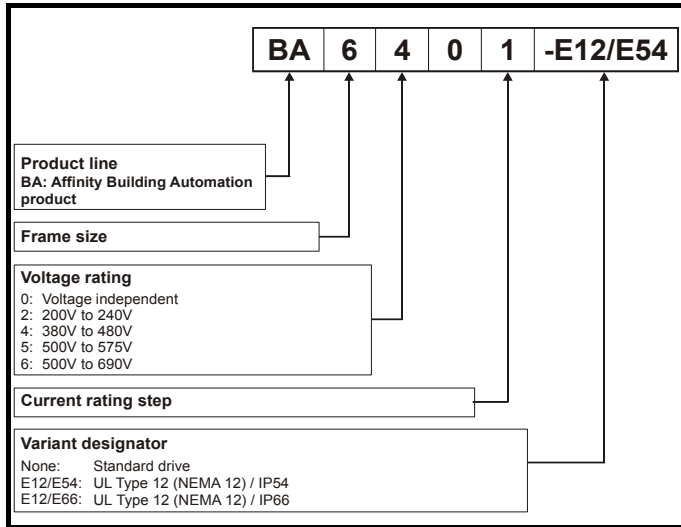 BA 6 4 0 1 -E12/E54
Product line
BA: Affinity Building Automation
product
Frame size
Voltage rating
0: Voltage independent
2: 200V to 240V
4: 380V to 480V
5: 500V to 575V
6: 500V to 690V
Current rating step
Variant designator
None: Standard drive
E12/E54: UL Type 12 (NEMA 12) / IP54
E12/E66: UL Type 12 (NEMA 12) / IP66